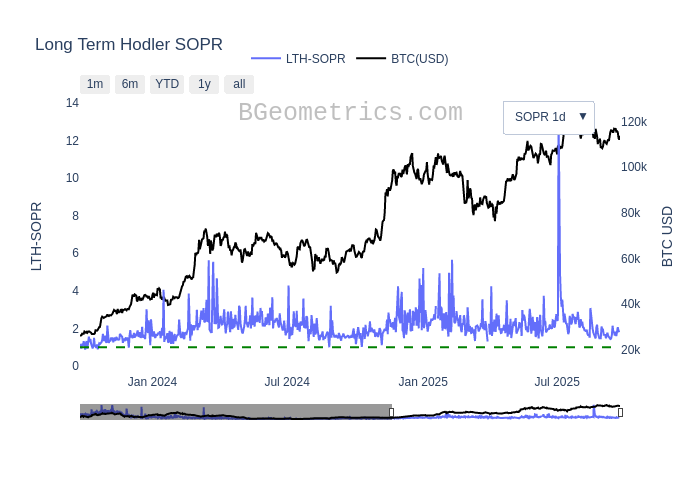 Long Term Hodler SOPR
LTH-SOPR BTC(USD)
1m 6m YTD 1y all
BGeometrics.com
SOPR 1d ▼
14
12
10
8
6
4
2
0
LTH-SOPR
120k
100k
80k
60k
40k
20k
BTC USD
Jan 2024 Jul 2024 Jan 2025 Jul 2025